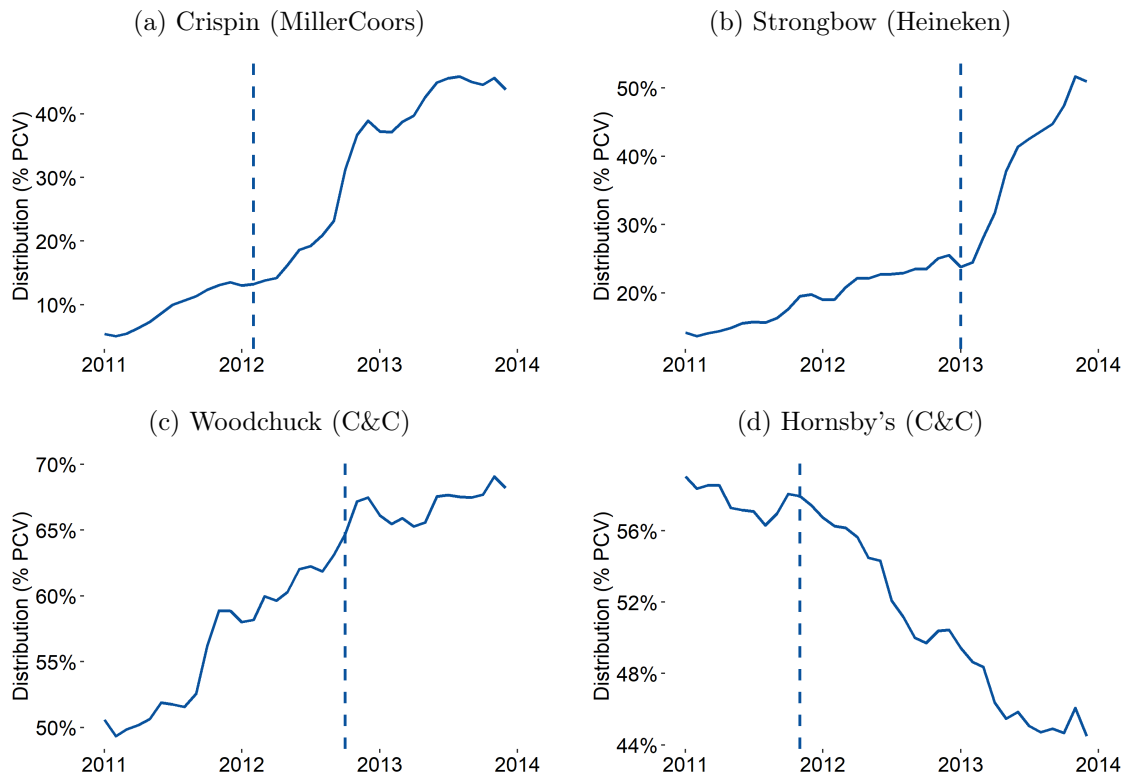 (a) Crispin (MillerCoors)
Distribution (% PCV)
40%
30%
20%
10%
2011 2012 2013 2014
(b) Strongbow (Heineken)
Distribution (% PCV)
50%
40%
30%
20%
2011 2012 2013 2014
(c) Woodchuck (C&C)
Distribution (% PCV)
70%
65%
60%
55%
50%
2011 2012 2013 2014
(d) Hornsby's (C&C)
Distribution (% PCV)
56%
52%
48%
44%
2011 2012 2013 2014